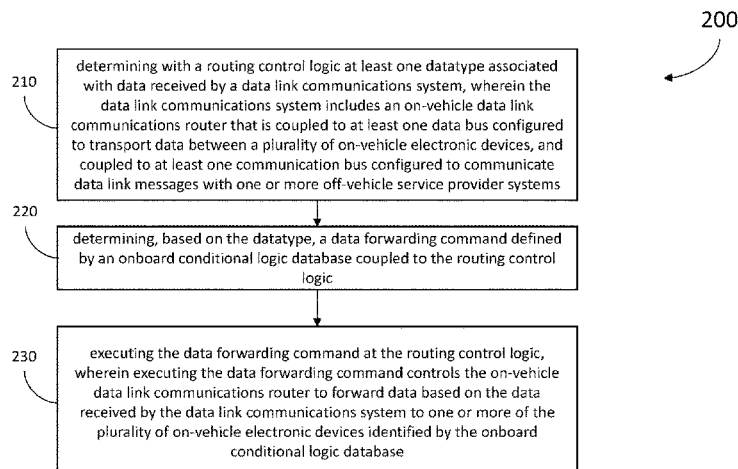 200
210
determining with a routing control logic at least one datatype associated
with data received by a data link communications system, wherein the
data link communications system includes an on-vehicle data link
communications router that is coupled to at least one data bus configured
to transport data between a plurality of on-vehicle electronic devices, and
coupled to at least one communication bus configured to communicate
data link messages with one or more off-vehicle service provider systems
220
determining, based on the datatype, a data forwarding command defined
by an onboard conditional logic database coupled to the routing control
logic
230
executing the data forwarding command at the routing control logic,
wherein executing the data forwarding command controls the on-vehicle
data link communications router to forward data based on the data
received by the data link communications system to one or more of the
plurality of on-vehicle electronic devices identified by the onboard
conditional logic database